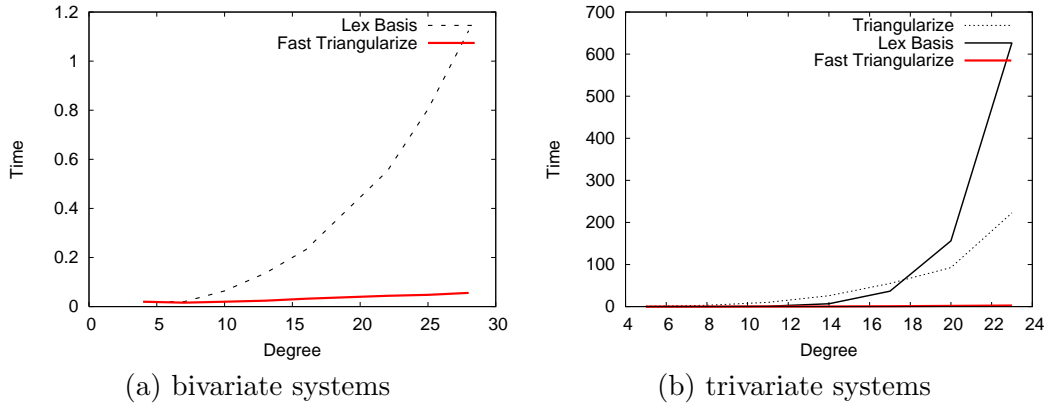 1.2
1
0.8
0.6
0.4
0.2
0
Time
0 5 10 15 20 25 30
Degree
Lex Basis
Fast Triangularize
(a) bivariate systems
700
600
500
400
300
200
100
0
Time
4 6 8 10 12 14 16 18 20 22 24
Degree
Triangularize
Lex Basis
Fast Triangularize
(b) trivariate systems